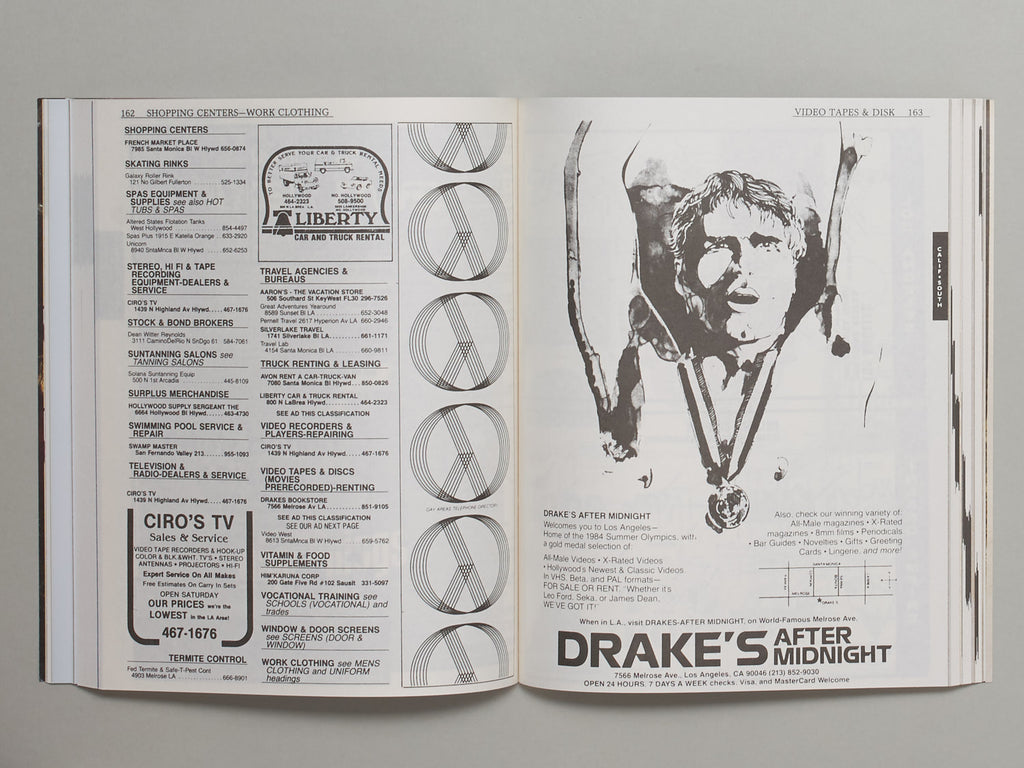 162 SHOPPING CENTERS—WORK CLOTHING
SHOPPING CENTERS
FRENCH MARKET PLACE
7985 Santa Monica Bl W Hlywd 656-0874
SKATING RINKS
Galaxy Roller Rink
121 No Gilbert Fullerton ........525-1334
SPAS EQUIPMENT &
SUPPLIES see also HOT
TUBS & SPAS
Altered States Flotation Tanks
West Hollywood ........854-4497
Spas Plus 1915 E Katella Orange . 633-2920
Unicorn
8940 SntaMnca Bl W Hlywd ....652-6253
STEREO, HI FI & TAPE
RECORDING
EQUIPMENT-DEALERS &
SERVICE
CIRO'S TV
1439 N Highland Av Hlywd.....467-1676
STOCK & BOND BROKERS
Dean Witter Reynolds
3111 CaminoDelRio N SnDgo 61 584-7061
SUNTANNING SALONS see
TANNING SALONS
Solana Suntanning Equip
500 N 1st Arcadia ........445-8109
SURPLUS MERCHANDISE
HOLLYWOOD SUPPLY SERGEANT THE
6664 Hollywood Bl Hlywd......463-4730
SWIMMING POOL SERVICE &
REPAIR
SWAMP MASTER
San Fernando Valley 213......955-1093
TELEVISION &
RADIO-DEALERS & SERVICE
CIRO'S TV
1439 N Highland Av Hlywd....467-1676
CIRO'S TV
Sales & Service
VIDEO TAPE RECORDERS & HOOK-UP
COLOR & BLK.&WHT. TV'S • STEREO
ANTENNAS • PROJECTORS • HI-FI
Expert Service On All Makes
Free Estimates On Carry In Sets
OPEN SATURDAY
OUR PRICES we're the
LOWEST in the LA Area!
467-1676
TERMITE CONTROL
Fed Termite & Safe-T-Pest Cont
4903 Melrose LA ........666-8901
TO BETTER SERVE YOUR CAR & TRUCK RENTAL NEEDS
HOLLYWOOD NO. HOLLYWOOD
464-2323 508-9500
LIBERTY
CAR AND TRUCK RENTAL
TRAVEL AGENCIES &
BUREAUS
AARON'S - THE VACATION STORE
506 Southard St KeyWest FL30 296-7526
Great Adventures Yearound
8589 Sunset Bl LA ........652-3048
Pernell Travel 2617 Hyperion Av LA 660-2946
SILVERLAKE TRAVEL
1741 Silverlake Bl LA........661-1171
Travel Lab
4154 Santa Monica Bl LA ........660-9811
TRUCK RENTING & LEASING
AVON RENT A CAR-TRUCK-VAN
7080 Santa Monica Bl Hlywd... 850-0826
LIBERTY CAR & TRUCK RENTAL
800 N LaBrea Hlywd........464-2323
SEE AD THIS CLASSIFICATION
VIDEO RECORDERS &
PLAYERS-REPAIRING
CIRO'S TV
1439 N Highland Av Hlywd... 467-1676
VIDEO TAPES & DISCS
(MOVIES
PRERECORDED)-RENTING
DRAKES BOOKSTORE
7566 Melrose Av LA ........851-9105
SEE AD THIS CLASSIFICATION
SEE OUR AD NEXT PAGE
Video West
8613 SntaMnca Bl W Hlywd ....659-5762
VITAMIN & FOOD
SUPPLEMENTS
HIM'KARUNA CORP
200 Gate Five Rd #102 Sausit 331-5097
VOCATIONAL TRAINING see
SCHOOLS (VOCATIONAL) and
trades
WINDOW & DOOR SCREENS
see SCREENS (DOOR &
WINDOW)
WORK CLOTHING see MENS
CLOTHING and UNIFORM
headings
GAY AREAS TELEPHONE DIRECTORY
VIDEO TAPES & DISK 163
CALIF • SOUTH
DRAKE'S AFTER MIDNIGHT
Welcomes you to Los Angeles—
Home of the 1984 Summer Olympics, with
a gold medal selection of:
All-Male Videos • X-Rated Videos
• Hollywood's Newest & Classic Videos
In VHS, Beta, and PAL formats—
FOR SALE OR RENT. "Whether it's
Leo Ford, Seka, or James Dean,
WE'VE GOT IT!"
Also, check our winning variety of:
All-Male magazines • X-Rated
magazines • 8mm films • Periodicals
• Bar Guides • Novelties • Gifts • Greeting
Cards • Lingerie, and more!
SANTA MONICA
MELROSE
DRAKE'S
When in L.A., visit DRAKES-AFTER MIDNIGHT, on World-Famous Melrose Ave.
DRAKE'S AFTER
MIDNIGHT
7566 Melrose Ave., Los Angeles, CA 90046 (213) 852-9030
OPEN 24 HOURS, 7 DAYS A WEEK checks, Visa, and MasterCard Welcome